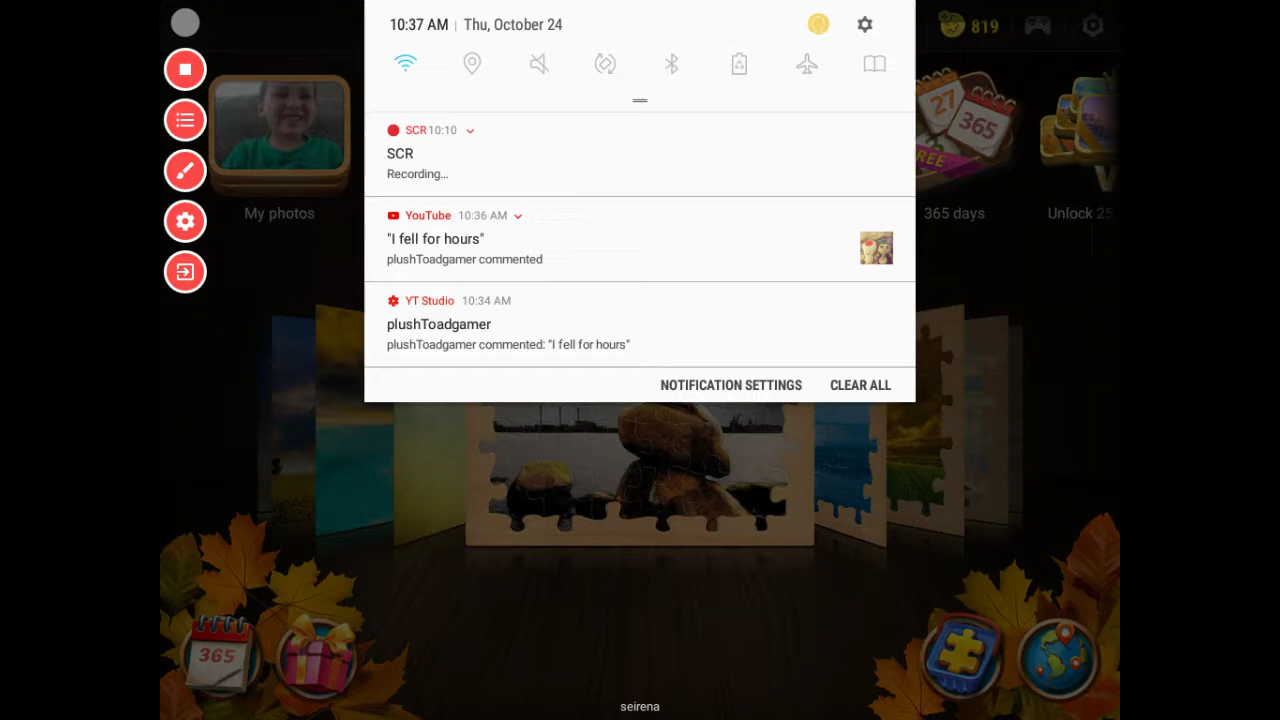 10:37 AM | Thu, October 24
819
SCR 10:10
SCR
Recording...
YouTube 10:36 AM
"I fell for hours"
plushToadgamer commented
YT Studio 10:34 AM
plushToadgamer
plushToadgamer commented: "I fell for hours"
NOTIFICATION SETTINGS CLEAR ALL
My photos
27
365
REE
365 days
Unlock 25
365
seirena